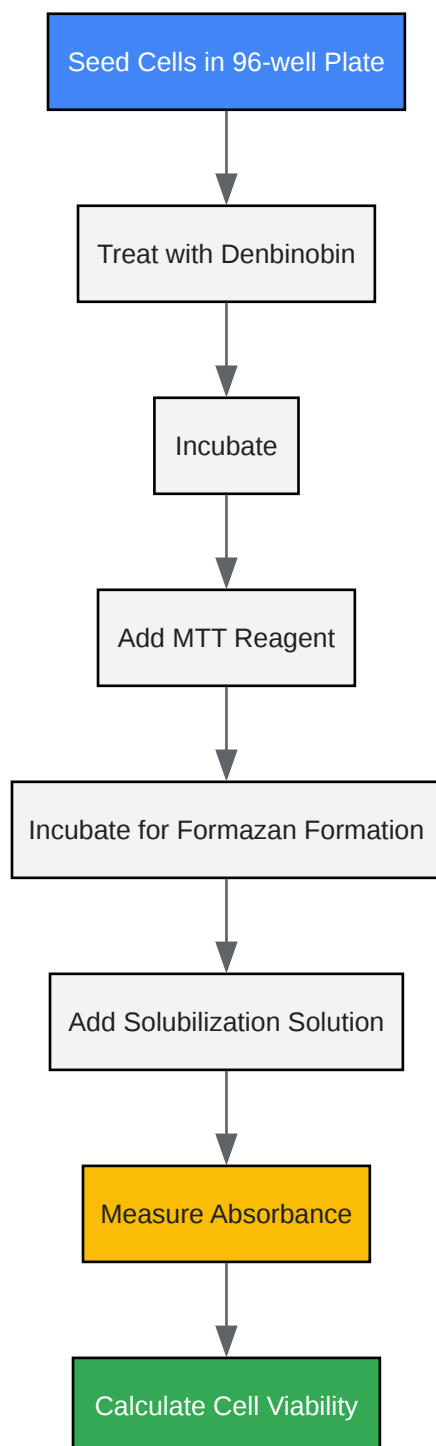 Seed Cells in 96-well Plate
Treat with Denbinobin
Incubate
Add MTT Reagent
Incubate for Formazan Formation
Add Solubilization Solution
Measure Absorbance
Calculate Cell Viability